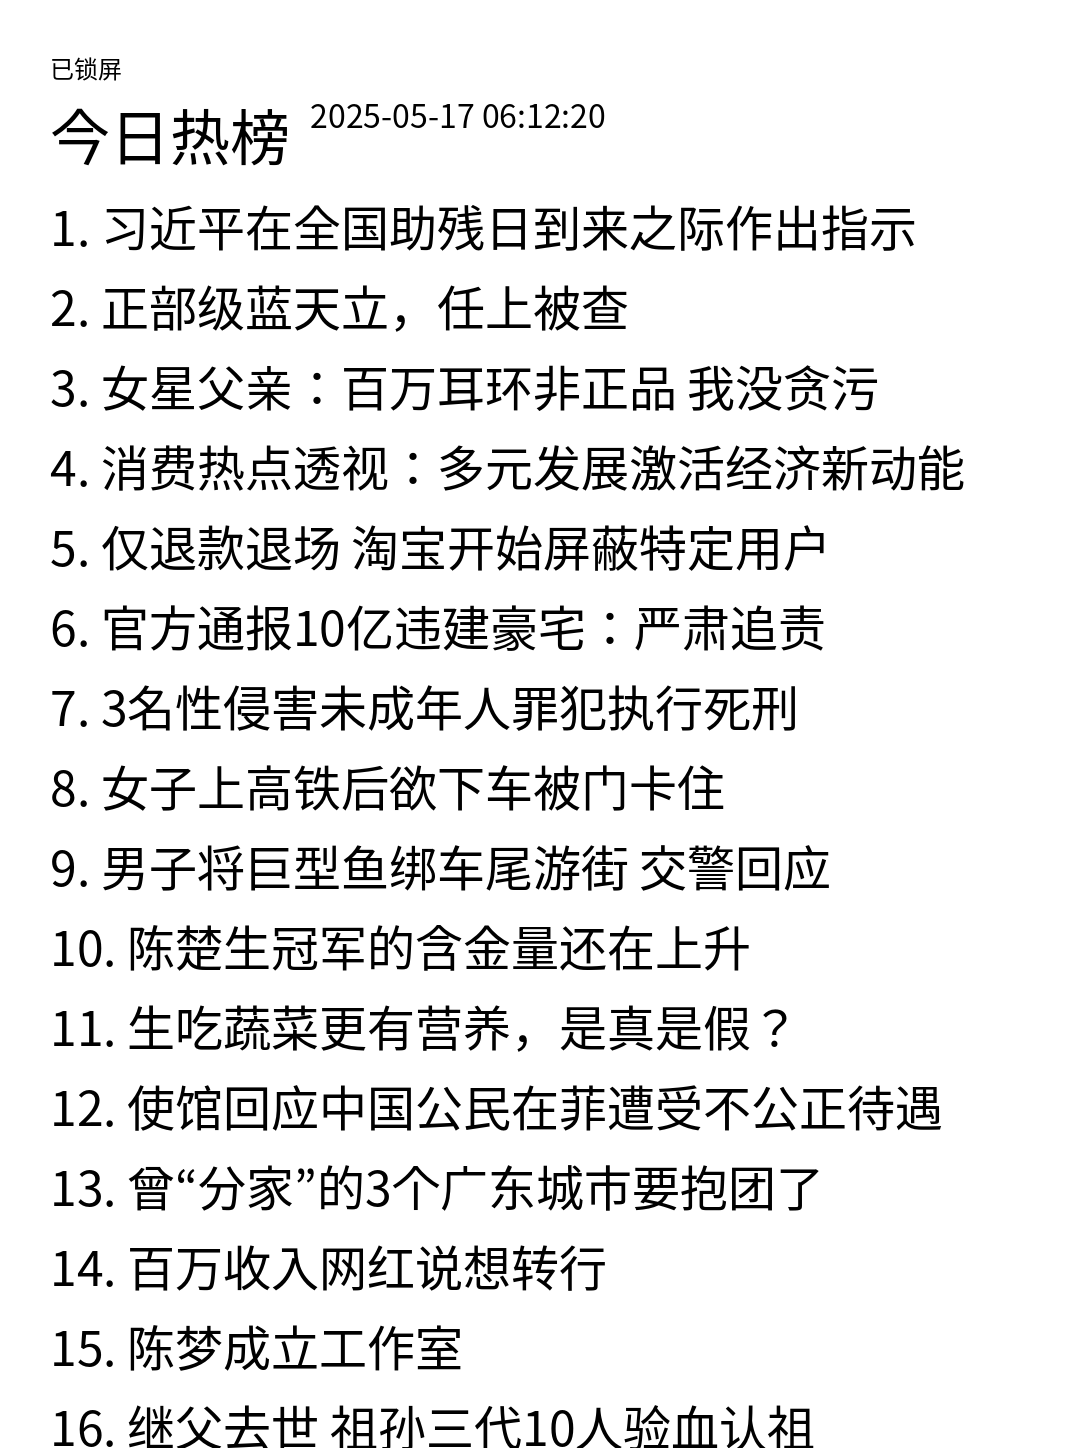 已锁屏
今日热榜 2025-05-17 06:12:20
1. 习近平在全国助残日到来之际作出指示
2. 正部级蓝天立，任上被查
3. 女星父亲：百万耳环非正品 我没贪污
4. 消费热点透视：多元发展激活经济新动能
5. 仅退款退场 淘宝开始屏蔽特定用户
6. 官方通报10亿违建豪宅：严肃追责
7. 3名性侵害未成年人罪犯执行死刑
8. 女子上高铁后欲下车被门卡住
9. 男子将巨型鱼绑车尾游街 交警回应
10. 陈楚生冠军的含金量还在上升
11. 生吃蔬菜更有营养，是真是假？
12. 使馆回应中国公民在菲遭受不公正待遇
13. 曾“分家”的3个广东城市要抱团了
14. 百万收入网红说想转行
15. 陈梦成立工作室
16. 继父去世 祖孙三代10人验血认祖